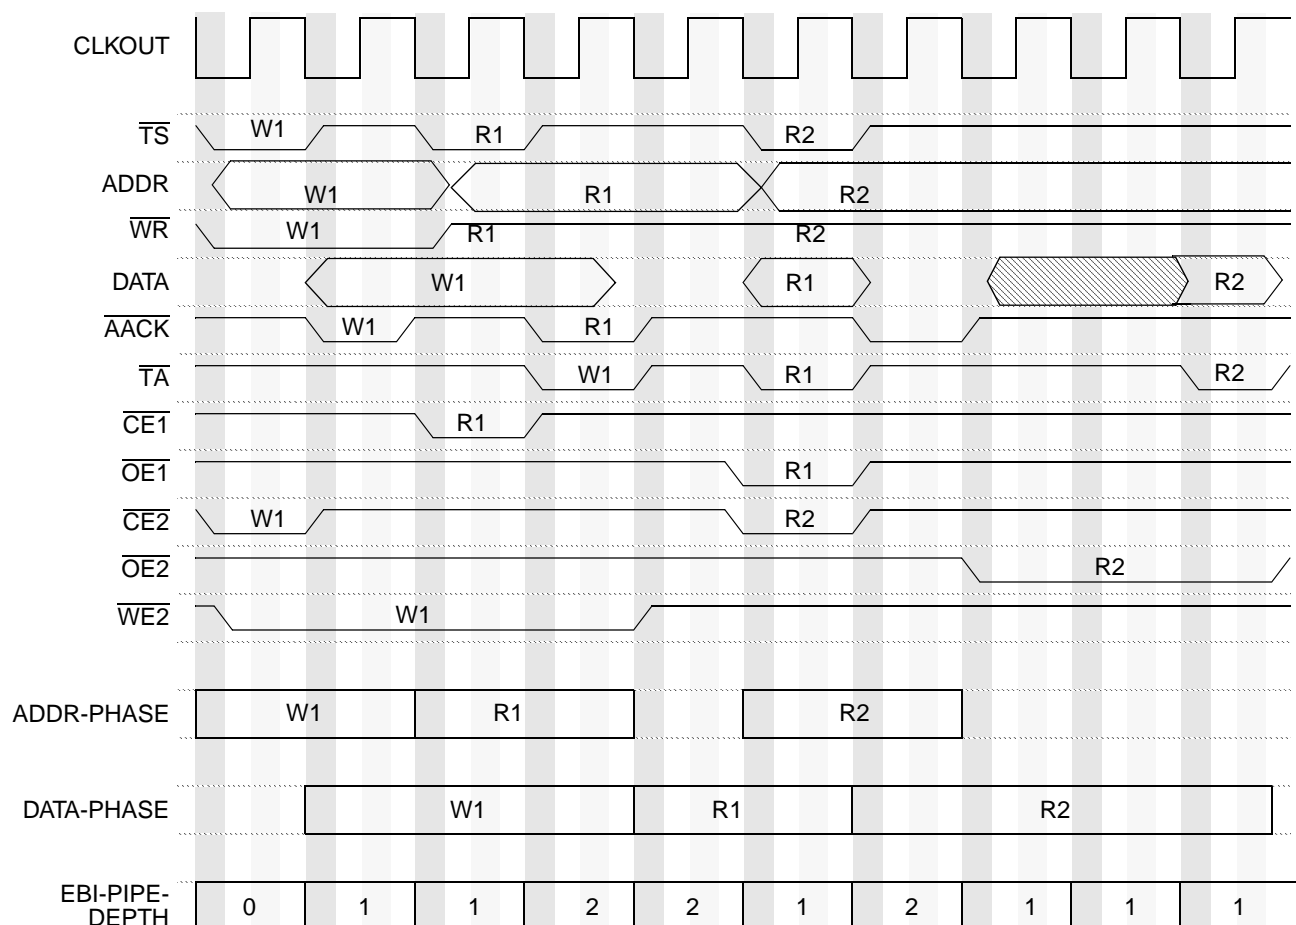 CLKOUT
TS W1 R1 R2
ADDR W1 R1 R2
WR W1 R1 R2
DATA W1 R1 R2
AACK W1 R1
TA W1 R1 R2
CE1 R1
OE1 R1
CE2 W1 R2
OE2 R2
WE2 W1
ADDR-PHASE W1 R1 R2
DATA-PHASE W1 R1 R2
EBI-PIPE-
DEPTH 0 1 1 2 2 1 2 1 1 1